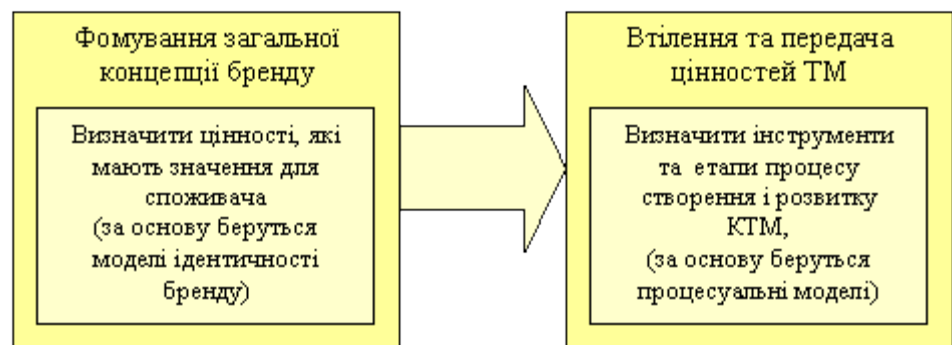 Фомування загальної
концепції бренду
Визначити цінності, які
мають значення для
споживача
(за основу беруться
моделі ідентичності
бренду)
Втілення та передача
цінностей ТМ
Визначити інструменти
та етапи процесу
створення і розвитку
КТМ,
(за основу беруться
процесуальні моделі)